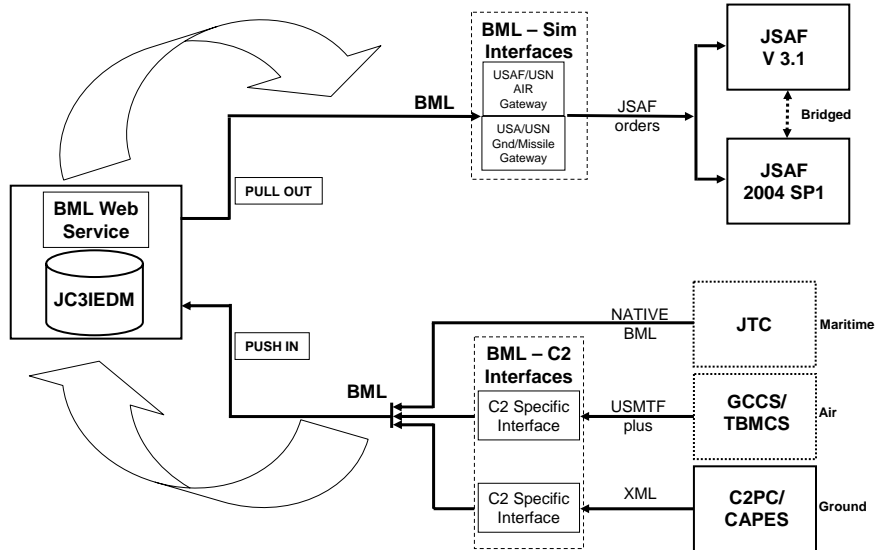 BML – Sim
Interfaces
USAF/USN
AIR
Gateway
USA/USN
Gnd/Missile
Gateway
BML
JSAF
orders
JSAF
V 3.1
Bridged
JSAF
2004 SP1
PULL OUT
BML Web
Service
JC3IEDM
PUSH IN
BML
BML – C2
Interfaces
C2 Specific
Interface
C2 Specific
Interface
NATIVE
BML
JTC
Maritime
USMTF
plus
GCCS/
TBMCS
Air
XML
C2PC/
CAPES
Ground